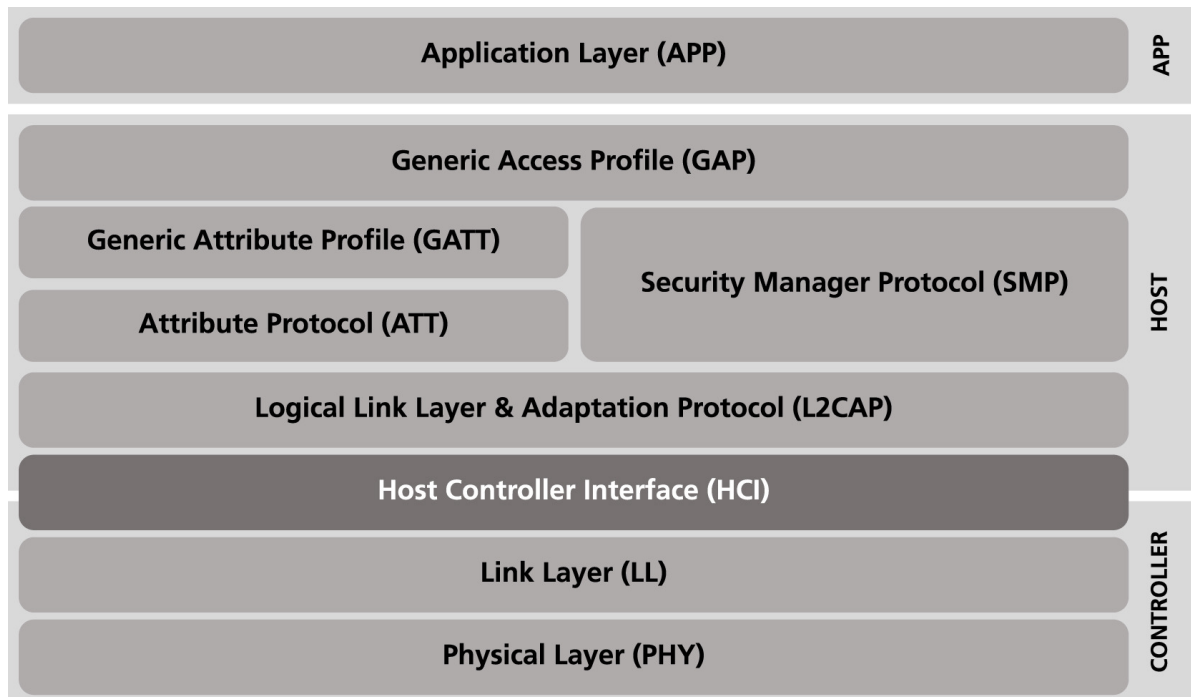 Application Layer (APP)
APP
Generic Access Profile (GAP)
Generic Attribute Profile (GATT)
Security Manager Protocol (SMP)
Attribute Protocol (ATT)
HOST
Logical Link Layer & Adaptation Protocol (L2CAP)
Host Controller Interface (HCI)
Link Layer (LL)
Physical Layer (PHY)
CONTROLLER